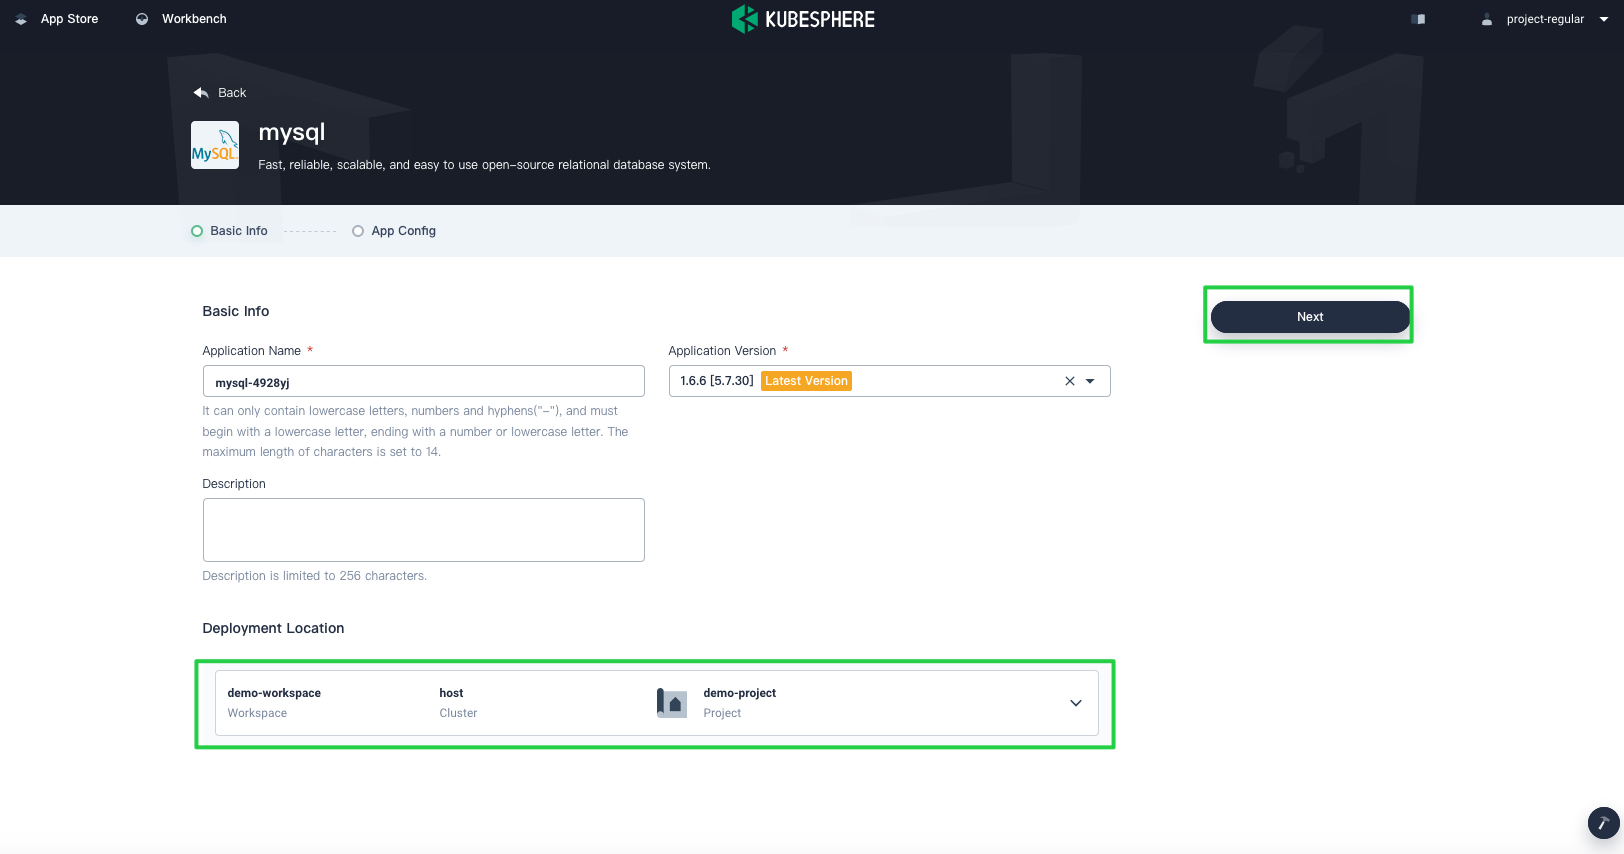 App Store
Workbench
KUBESPHERE
project-regular
Back
MySQL
mysql
Fast, reliable, scalable, and easy to use open-source relational database system.
Basic Info
App Config
Basic Info
Next
Application Name *
Application Version *
mysql-4928yj
1.6.6 [5.7.30] Latest Version
It can only contain lowercase letters, numbers and hyphens("-"), and must
begin with a lowercase letter, ending with a number or lowercase letter. The
maximum length of characters is set to 14.
Description
Description is limited to 256 characters.
Deployment Location
demo-workspace
Workspace
host
Cluster
demo-project
Project